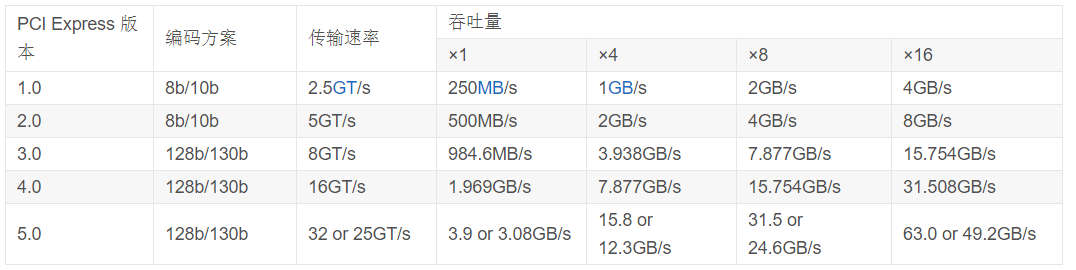 PCI Express 版本 编码方案 传输速率 吞吐量
×1 ×4 ×8 ×16
1.0 8b/10b 2.5GT/s 250MB/s 1GB/s 2GB/s 4GB/s
2.0 8b/10b 5GT/s 500MB/s 2GB/s 4GB/s 8GB/s
3.0 128b/130b 8GT/s 984.6MB/s 3.938GB/s 7.877GB/s 15.754GB/s
4.0 128b/130b 16GT/s 1.969GB/s 7.877GB/s 15.754GB/s 31.508GB/s
5.0 128b/130b 32 or 25GT/s 3.9 or 3.08GB/s 15.8 or 12.3GB/s 31.5 or 24.6GB/s 63.0 or 49.2GB/s